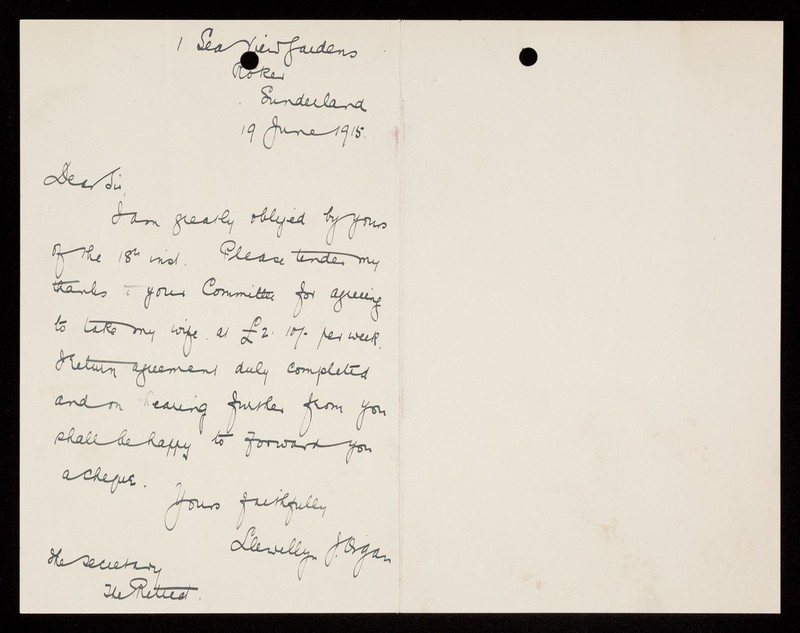 1 Sea View Gardens
Roker
Sunderland
19 June 1915.
Dear Sir,
I am greatly obliged by yours
of the 18th inst. Please tender my
thanks to your Committee for agreeing
to take my wife at £2. 10/- per week.
I return agreement duly completed
and on hearing further from you
shall be happy to forward you
a cheque.
Yours faithfully
Llewellyn J. Organ
The Secretary
The Retreat.